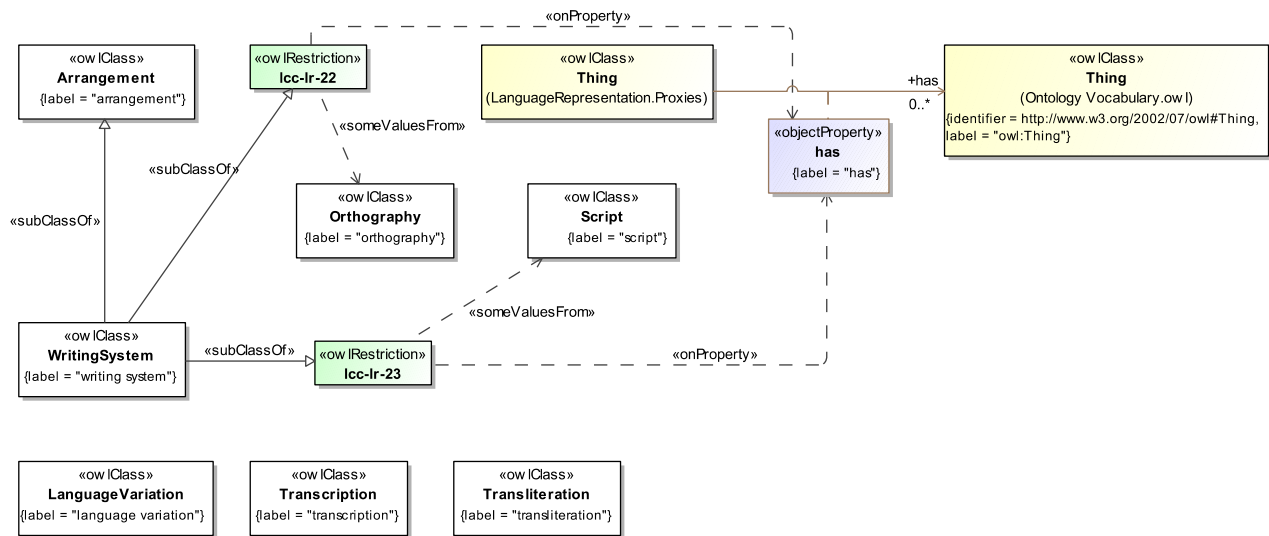 «onProperty»
«owlClass»
Arrangement
{label = "arrangement"}
«owlRestriction»
lcc-lr-22
«owlClass»
Thing
(LanguageRepresentation.Proxies)
+has
0..*
«owlClass»
Thing
(Ontology Vocabulary.owl)
{identifier = http://www.w3.org/2002/07/owl#Thing,
label = "owl:Thing"}
«someValuesFrom»
«objectProperty»
has
{label = "has"}
«subClassOf»
«subClassOf»
«owlClass»
Orthography
{label = "orthography"}
«owlClass»
Script
{label = "script"}
«someValuesFrom»
«owlClass»
WritingSystem
{label = "writing system"}
«subClassOf»
«owlRestriction»
lcc-lr-23
«onProperty»
«owlClass»
LanguageVariation
{label = "language variation"}
«owlClass»
Transcription
{label = "transcription"}
«owlClass»
Transliteration
{label = "transliteration"}